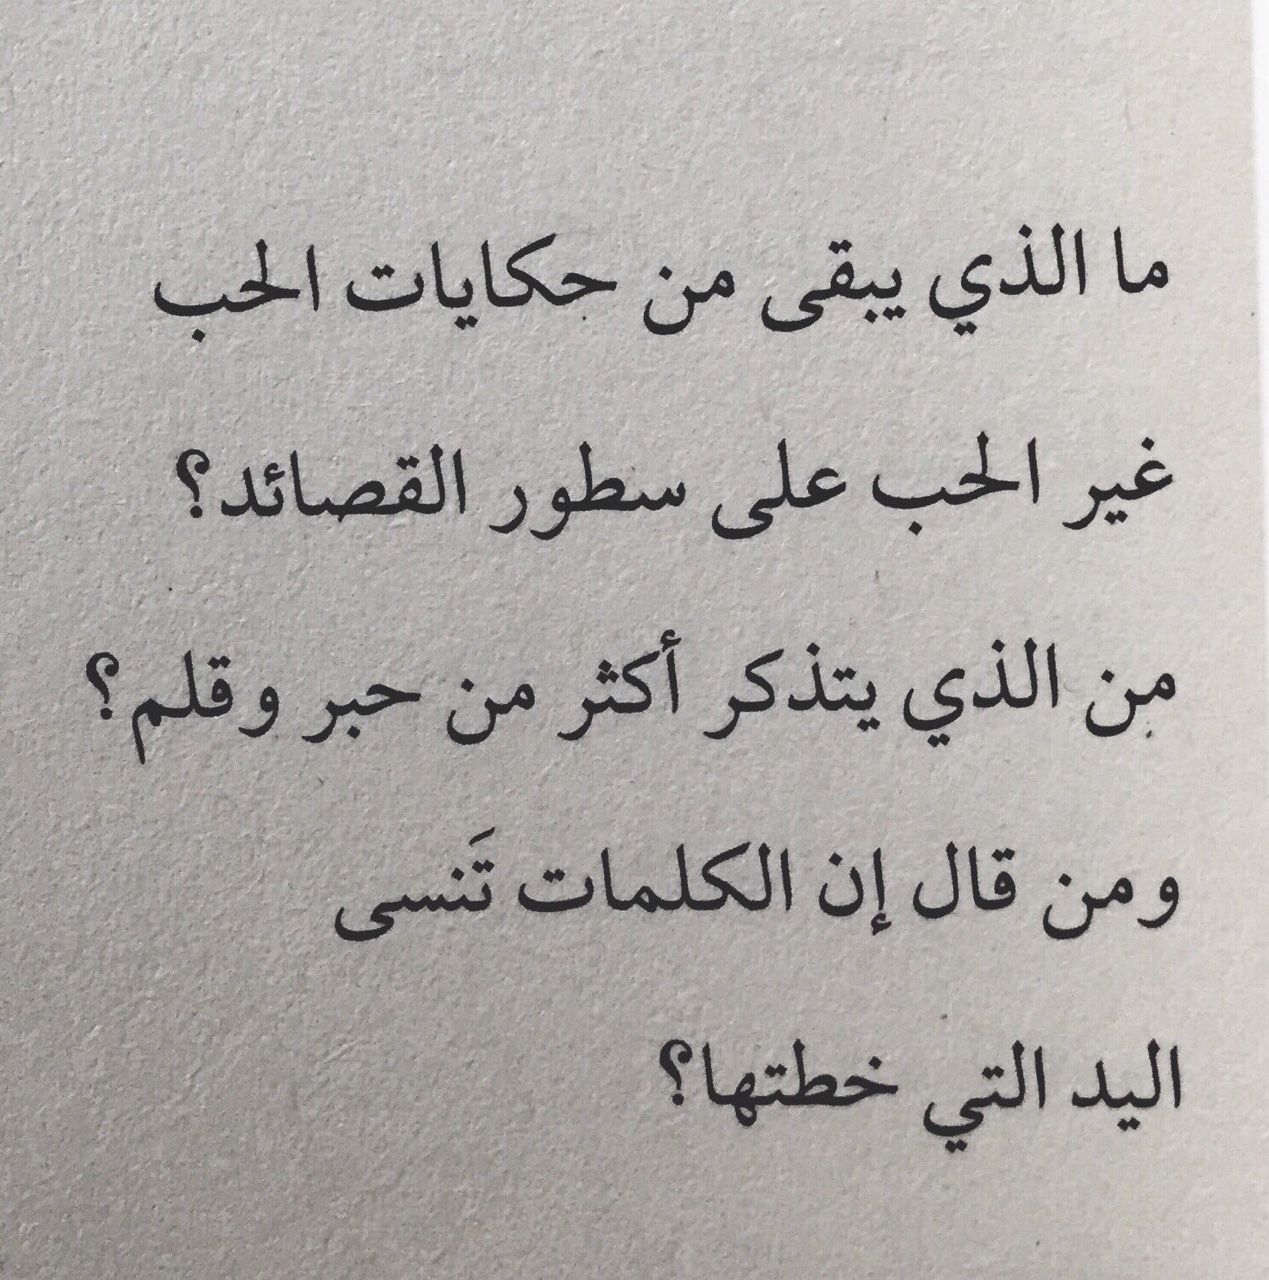 ما الذي يبقى من حكايات الحب
غير الحب على سطور القصائد؟
من الذي يتذكر أكثر من حبر وقلم؟
ومن قال إن الكلمات تَنسى
اليد التي خطتها؟